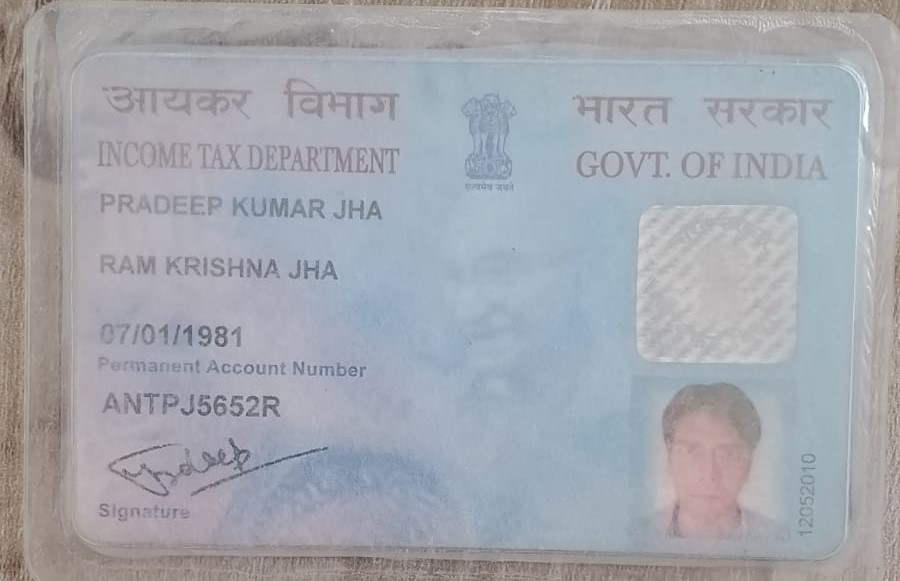 आयकर विभाग
INCOME TAX DEPARTMENT
सत्यमेव जयते
भारत सरकार
GOVT. OF INDIA
PRADEEP KUMAR JHA
RAM KRISHNA JHA
07/01/1981
Permanent Account Number
ANTPJ5652R
Pradeep
Signature
12052010